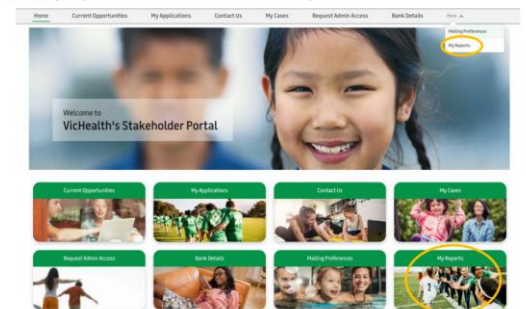 Home Current Opportunities My Applications Contact Us My Cases Request Admin Access Bank Details More
Mailing Preferences
My Reports
Welcome to
VicHealth's Stakeholder Portal
Current Opportunities My Applications Contact Us My Cases
Request Admin Access Bank Details Mailing Preferences My Reports